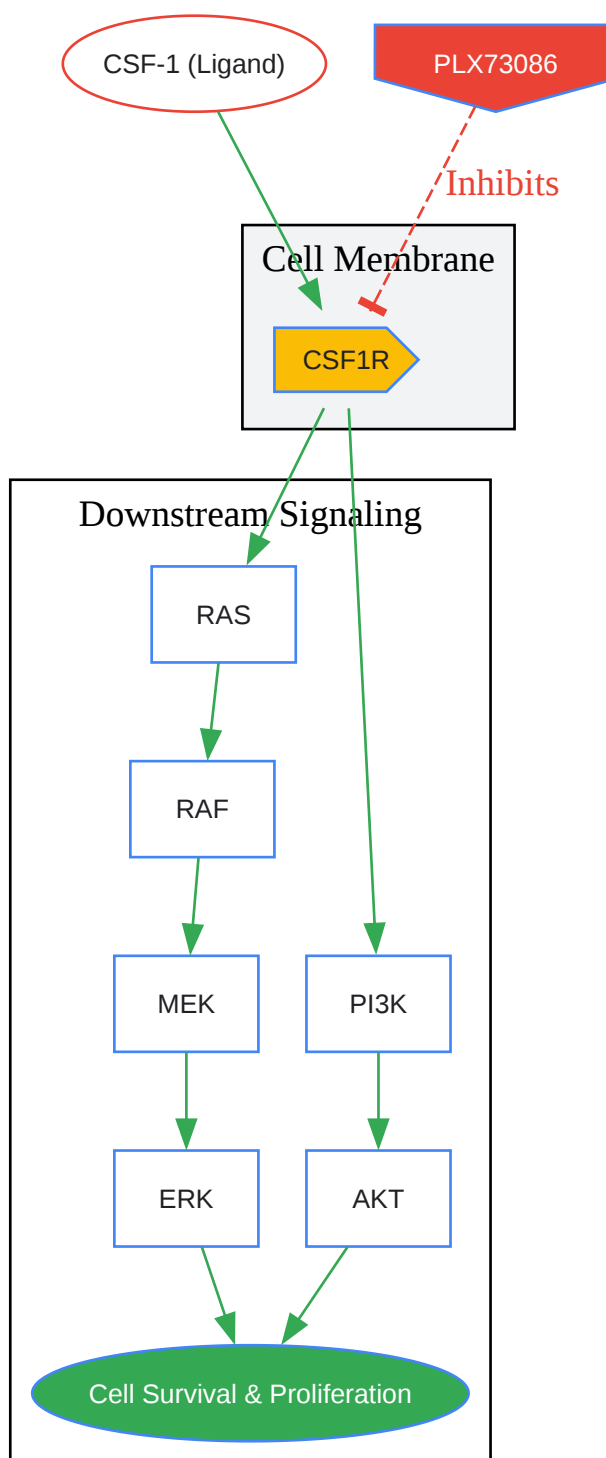 CSF-1 (Ligand)
PLX73086
Inhibits
Cell Membrane
CSF1R
Downstream Signaling
RAS
RAF
MEK
PI3K
ERK
AKT
Cell Survival & Proliferation